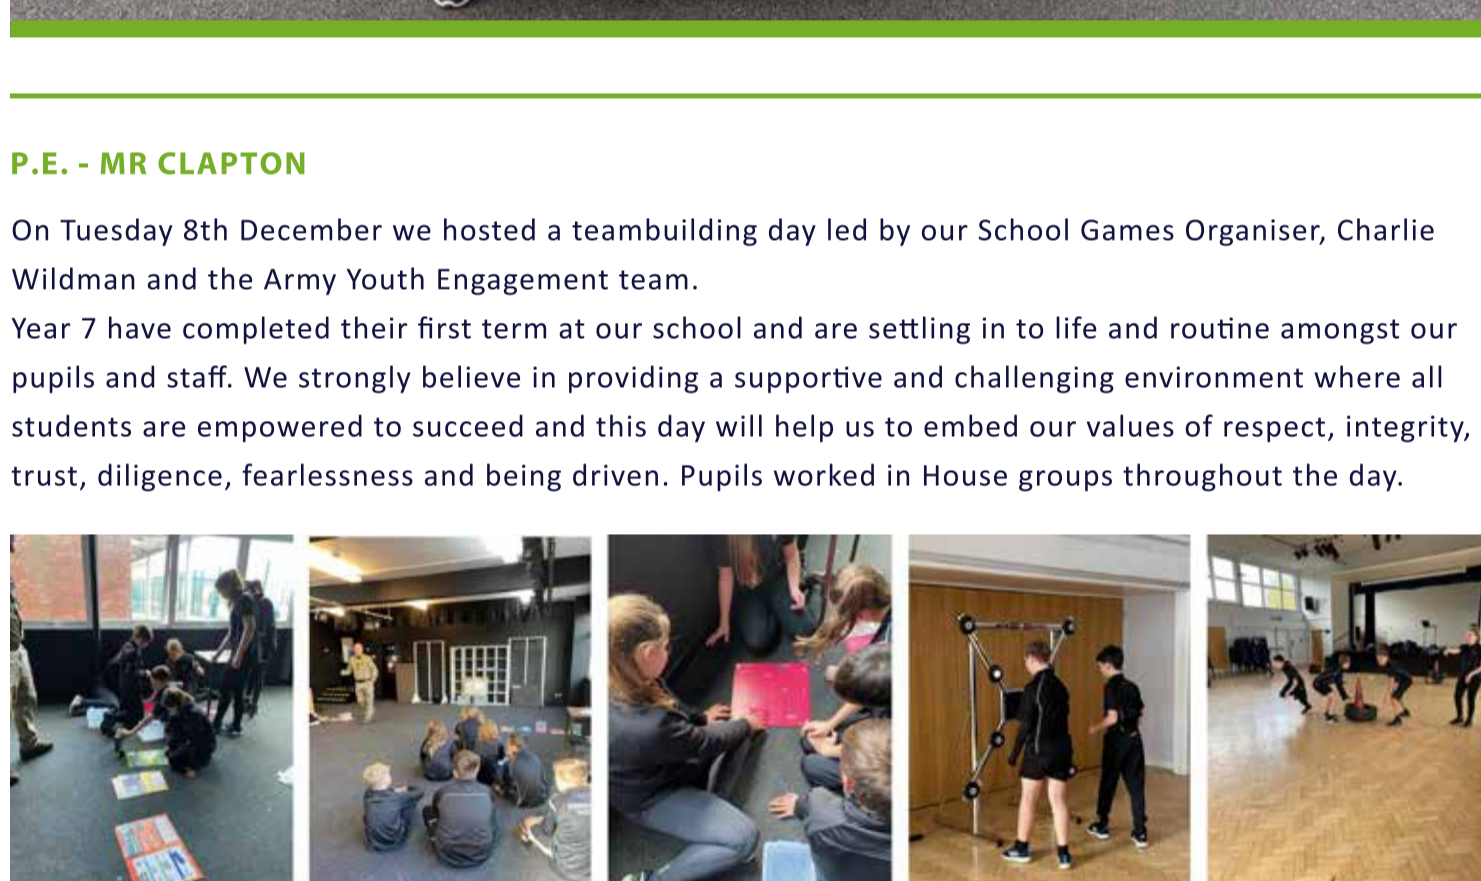 P.E. - MR CLAPTON
On Tuesday 8th December we hosted a teambuilding day led by our School Games Organiser, Charlie
Wildman and the Army Youth Engagement team.
Year 7 have completed their first term at our school and are settling in to life and routine amongst our
pupils and staff. We strongly believe in providing a supportive and challenging environment where all
students are empowered to succeed and this day will help us to embed our values of respect, integrity,
trust, diligence, fearlessness and being driven. Pupils worked in House groups throughout the day.